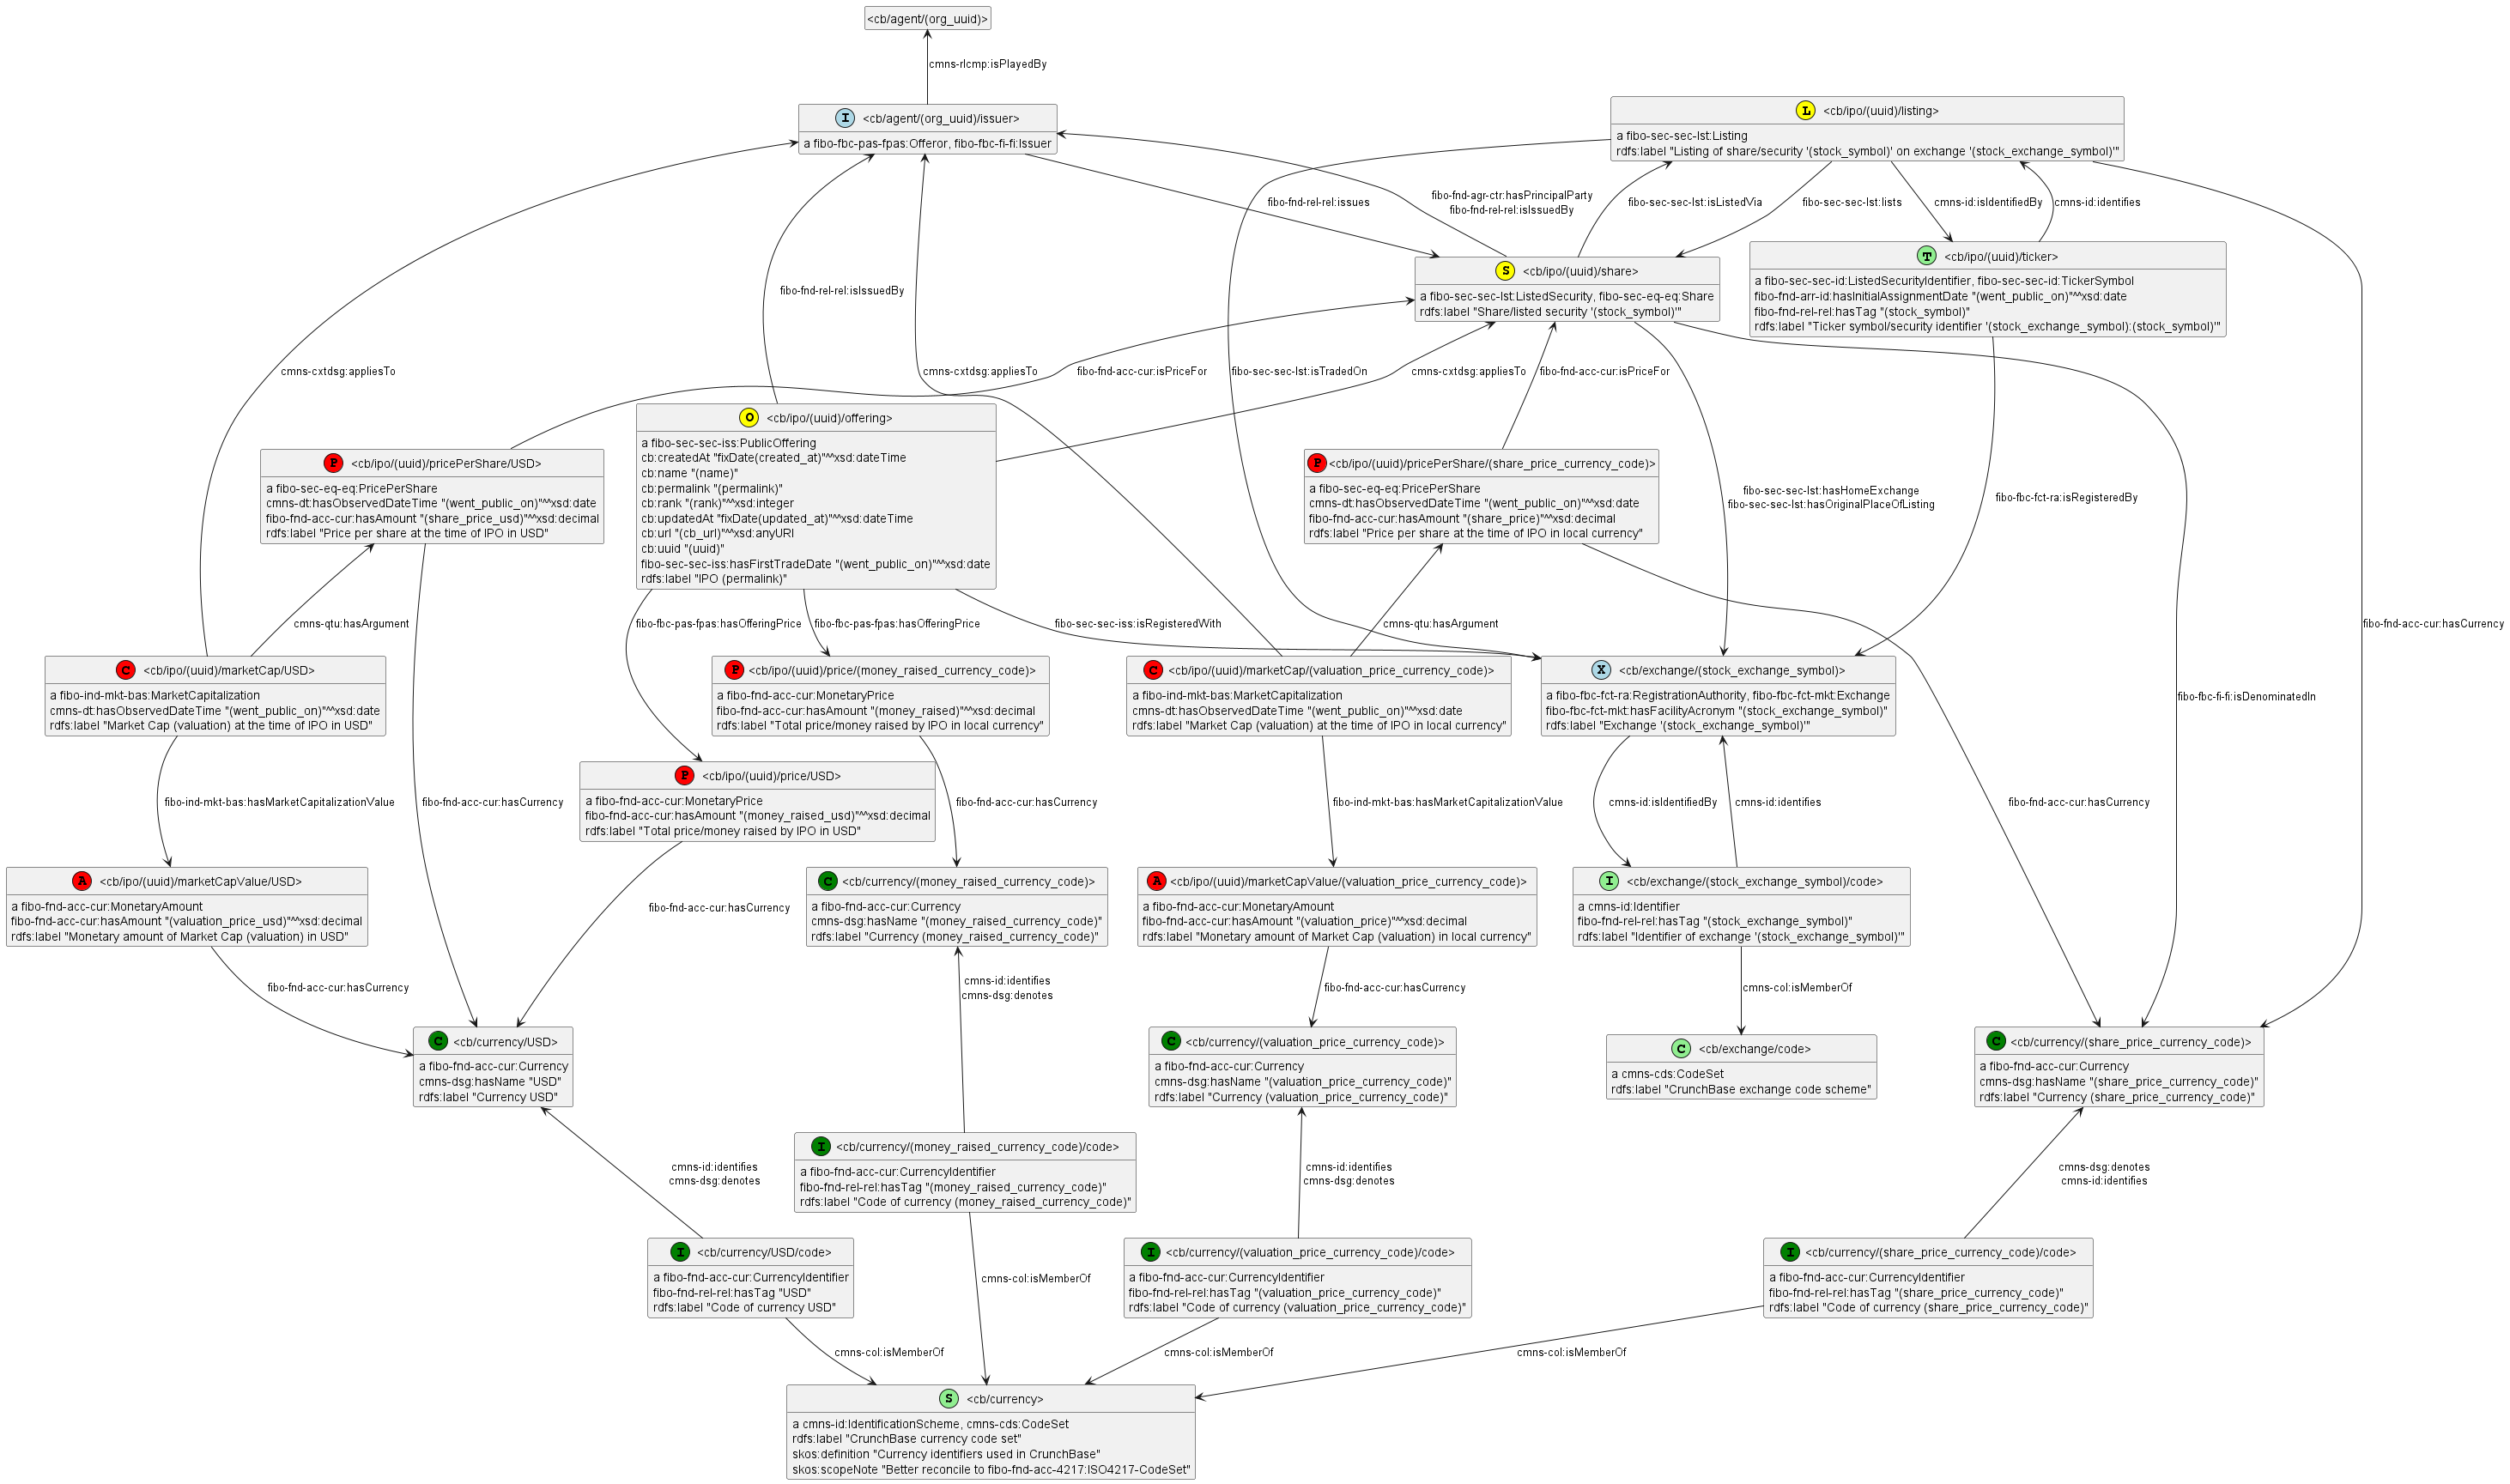 <cb/agent/(org_uuid)>
cmns-rlcmp:isPlayedBy
I <cb/agent/(org_uuid)/issuer>
a fibo-fbc-pas-fpas:Offeror, fibo-fbc-fi-fi:Issuer
L <cb/ipo/(uuid)/listing>
a fibo-sec-sec-lst:Listing
rdfs:label "Listing of share/security '(stock_symbol)' on exchange '(stock_exchange_symbol)'"
fibo-fnd-rel-rel:issues
fibo-fnd-agr-ctr:hasPrincipalParty
fibo-fnd-rel-rel:isIssuedBy
fibo-sec-sec-lst:isListedVia
fibo-sec-sec-lst:lists
cmns-id:isIdentifiedBy
cmns-id:identifies
S <cb/ipo/(uuid)/share>
a fibo-sec-sec-lst:ListedSecurity, fibo-sec-eq-eq:Share
rdfs:label "Share/listed security '(stock_symbol)'"
T <cb/ipo/(uuid)/ticker>
a fibo-sec-sec-id:ListedSecurityIdentifier, fibo-sec-sec-id:TickerSymbol
fibo-fnd-arr-id:hasInitialAssignmentDate "(went_public_on)"^^xsd:date
fibo-fnd-rel-rel:hasTag "(stock_symbol)"
rdfs:label "Ticker symbol/security identifier '(stock_exchange_symbol):(stock_symbol)'"
fibo-fnd-rel-rel:isIssuedBy
cmns-cxtdsg:appliesTo
cmns-cxtdsg:appliesTo
fibo-fnd-acc-cur:isPriceFor
fibo-sec-sec-lst:isTradedOn
cmns-cxtdsg:appliesTo
fibo-fnd-acc-cur:isPriceFor
O <cb/ipo/(uuid)/offering>
a fibo-sec-sec-iss:PublicOffering
cb:createdAt "fixDate(created_at)"^^xsd:dateTime
cb:name "(name)"
cb:permalink "(permalink)"
cb:rank "(rank)"^^xsd:integer
cb:updatedAt "fixDate(updated_at)"^^xsd:dateTime
cb:url "(cb_url)"^^xsd:anyURI
cb:uuid "(uuid)"
fibo-sec-sec-iss:hasFirstTradeDate "(went_public_on)"^^xsd:date
rdfs:label "IPO (permalink)"
P <cb/ipo/(uuid)/pricePerShare/USD>
a fibo-sec-eq-eq:PricePerShare
cmns-dt:hasObservedDateTime "(went_public_on)"^^xsd:date
fibo-fnd-acc-cur:hasAmount "(share_price_usd)"^^xsd:decimal
rdfs:label "Price per share at the time of IPO in USD"
P <cb/ipo/(uuid)/pricePerShare/(share_price_currency_code)>
a fibo-sec-eq-eq:PricePerShare
cmns-dt:hasObservedDateTime "(went_public_on)"^^xsd:date
fibo-fnd-acc-cur:hasAmount "(share_price)"^^xsd:decimal
rdfs:label "Price per share at the time of IPO in local currency"
fibo-sec-sec-lst:hasHomeExchange
fibo-sec-sec-lst:hasOriginalPlaceOfListing
fibo-fbc-fct-ra:isRegisteredBy
cmns-qtu:hasArgument
fibo-fbc-pas-fpas:hasOfferingPrice
fibo-fbc-pas-fpas:hasOfferingPrice
fibo-sec-sec-iss:isRegisteredWith
cmns-qtu:hasArgument
fibo-fnd-acc-cur:hasCurrency
C <cb/ipo/(uuid)/marketCap/USD>
a fibo-ind-mkt-bas:MarketCapitalization
cmns-dt:hasObservedDateTime "(went_public_on)"^^xsd:date
rdfs:label "Market Cap (valuation) at the time of IPO in USD"
P <cb/ipo/(uuid)/price/(money_raised_currency_code)>
a fibo-fnd-acc-cur:MonetaryPrice
fibo-fnd-acc-cur:hasAmount "(money_raised)"^^xsd:decimal
rdfs:label "Total price/money raised by IPO in local currency"
C <cb/ipo/(uuid)/marketCap/(valuation_price_currency_code)>
a fibo-ind-mkt-bas:MarketCapitalization
cmns-dt:hasObservedDateTime "(went_public_on)"^^xsd:date
rdfs:label "Market Cap (valuation) at the time of IPO in local currency"
X <cb/exchange/(stock_exchange_symbol)>
a fibo-fbc-fct-ra:RegistrationAuthority, fibo-fbc-fct-mkt:Exchange
fibo-fbc-fct-mkt:hasFacilityAcronym "(stock_exchange_symbol)"
rdfs:label "Exchange '(stock_exchange_symbol)'"
fibo-fbc-fi-fi:isDenominatedIn
P <cb/ipo/(uuid)/price/USD>
a fibo-fnd-acc-cur:MonetaryPrice
fibo-fnd-acc-cur:hasAmount "(money_raised_usd)"^^xsd:decimal
rdfs:label "Total price/money raised by IPO in USD"
fibo-ind-mkt-bas:hasMarketCapitalizationValue
fibo-fnd-acc-cur:hasCurrency
fibo-fnd-acc-cur:hasCurrency
fibo-ind-mkt-bas:hasMarketCapitalizationValue
cmns-id:isIdentifiedBy
cmns-id:identifies
fibo-fnd-acc-cur:hasCurrency
A <cb/ipo/(uuid)/marketCapValue/USD>
a fibo-fnd-acc-cur:MonetaryAmount
fibo-fnd-acc-cur:hasAmount "(valuation_price_usd)"^^xsd:decimal
rdfs:label "Monetary amount of Market Cap (valuation) in USD"
fibo-fnd-acc-cur:hasCurrency
C <cb/currency/(money_raised_currency_code)>
a fibo-fnd-acc-cur:Currency
cmns-dsg:hasName "(money_raised_currency_code)"
rdfs:label "Currency (money_raised_currency_code)"
A <cb/ipo/(uuid)/marketCapValue/(valuation_price_currency_code)>
a fibo-fnd-acc-cur:MonetaryAmount
fibo-fnd-acc-cur:hasAmount "(valuation_price)"^^xsd:decimal
rdfs:label "Monetary amount of Market Cap (valuation) in local currency"
I <cb/exchange/(stock_exchange_symbol)/code>
a cmns-id:Identifier
fibo-fnd-rel-rel:hasTag "(stock_exchange_symbol)"
rdfs:label "Identifier of exchange '(stock_exchange_symbol)'"
fibo-fnd-acc-cur:hasCurrency
cmns-id:identifies
cmns-dsg:denotes
fibo-fnd-acc-cur:hasCurrency
cmns-col:isMemberOf
C <cb/currency/USD>
a fibo-fnd-acc-cur:Currency
cmns-dsg:hasName "USD"
rdfs:label "Currency USD"
C <cb/currency/(valuation_price_currency_code)>
a fibo-fnd-acc-cur:Currency
cmns-dsg:hasName "(valuation_price_currency_code)"
rdfs:label "Currency (valuation_price_currency_code)"
C <cb/exchange/code>
a cmns-cds:CodeSet
rdfs:label "CrunchBase exchange code scheme"
C <cb/currency/(share_price_currency_code)>
a fibo-fnd-acc-cur:Currency
cmns-dsg:hasName "(share_price_currency_code)"
rdfs:label "Currency (share_price_currency_code)"
cmns-id:identifies
cmns-dsg:denotes
I <cb/currency/(money_raised_currency_code)/code>
a fibo-fnd-acc-cur:CurrencyIdentifier
fibo-fnd-rel-rel:hasTag "(money_raised_currency_code)"
rdfs:label "Code of currency (money_raised_currency_code)"
cmns-id:identifies
cmns-dsg:denotes
cmns-dsg:denotes
cmns-id:identifies
I <cb/currency/USD/code>
a fibo-fnd-acc-cur:CurrencyIdentifier
fibo-fnd-rel-rel:hasTag "USD"
rdfs:label "Code of currency USD"
cmns-col:isMemberOf
I <cb/currency/(valuation_price_currency_code)/code>
a fibo-fnd-acc-cur:CurrencyIdentifier
fibo-fnd-rel-rel:hasTag "(valuation_price_currency_code)"
rdfs:label "Code of currency (valuation_price_currency_code)"
I <cb/currency/(share_price_currency_code)/code>
a fibo-fnd-acc-cur:CurrencyIdentifier
fibo-fnd-rel-rel:hasTag "(share_price_currency_code)"
rdfs:label "Code of currency (share_price_currency_code)"
cmns-col:isMemberOf
cmns-col:isMemberOf
cmns-col:isMemberOf
S <cb/currency>
a cmns-id:IdentificationScheme, cmns-cds:CodeSet
rdfs:label "CrunchBase currency code set"
skos:definition "Currency identifiers used in CrunchBase"
skos:scopeNote "Better reconcile to fibo-fnd-acc-4217:ISO4217-CodeSet"